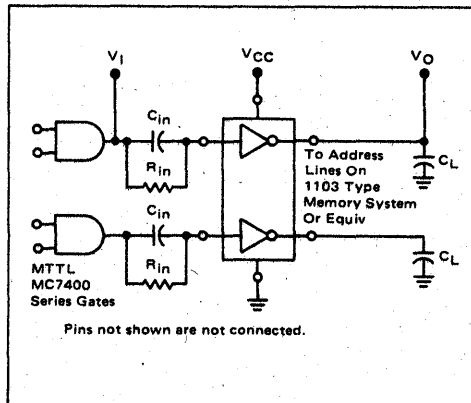 VI
VCC
VO
Cin
Rin
To Address
Lines On
1103 Type
Memory System
Or Equiv
CL
Cin
Rin
MTTL
MC7400
Series Gates
CL
Pins not shown are not connected.